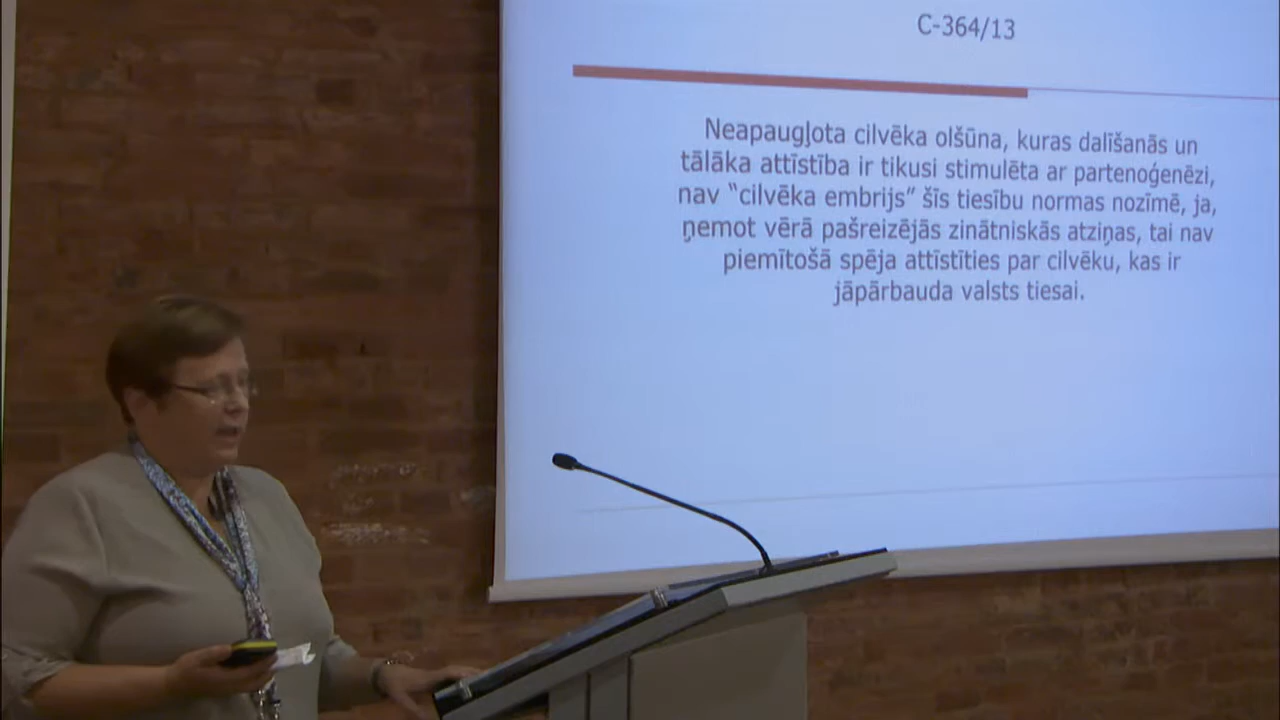 C-364/13
Neapaugļota cilvēka olšūna, kuras dalīšanās un
tālāka attīstība ir tikusi stimulēta ar partenoģenēzi,
nav “cilvēka embrijs” šīs tiesību normas nozīmē, ja,
ņemot vērā pašreizējās zinātniskās atziņas, tai nav
piemītošā spēja attīstīties par cilvēku, kas ir
jāpārbauda valsts tiesai.